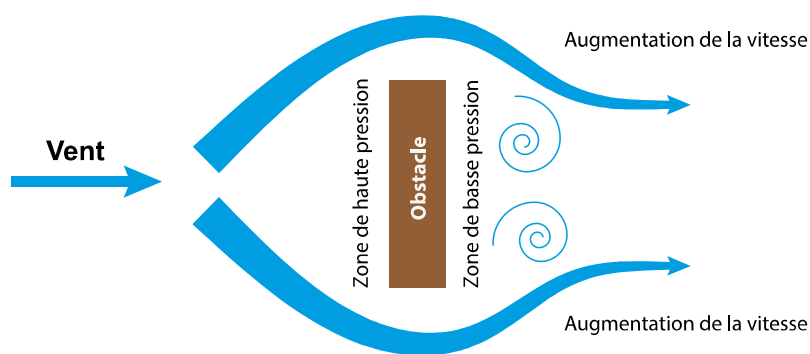 Augmentation de la vitesse
Vent
Zone de haute pression
Obstacle
Zone de basse pression
Augmentation de la vitesse